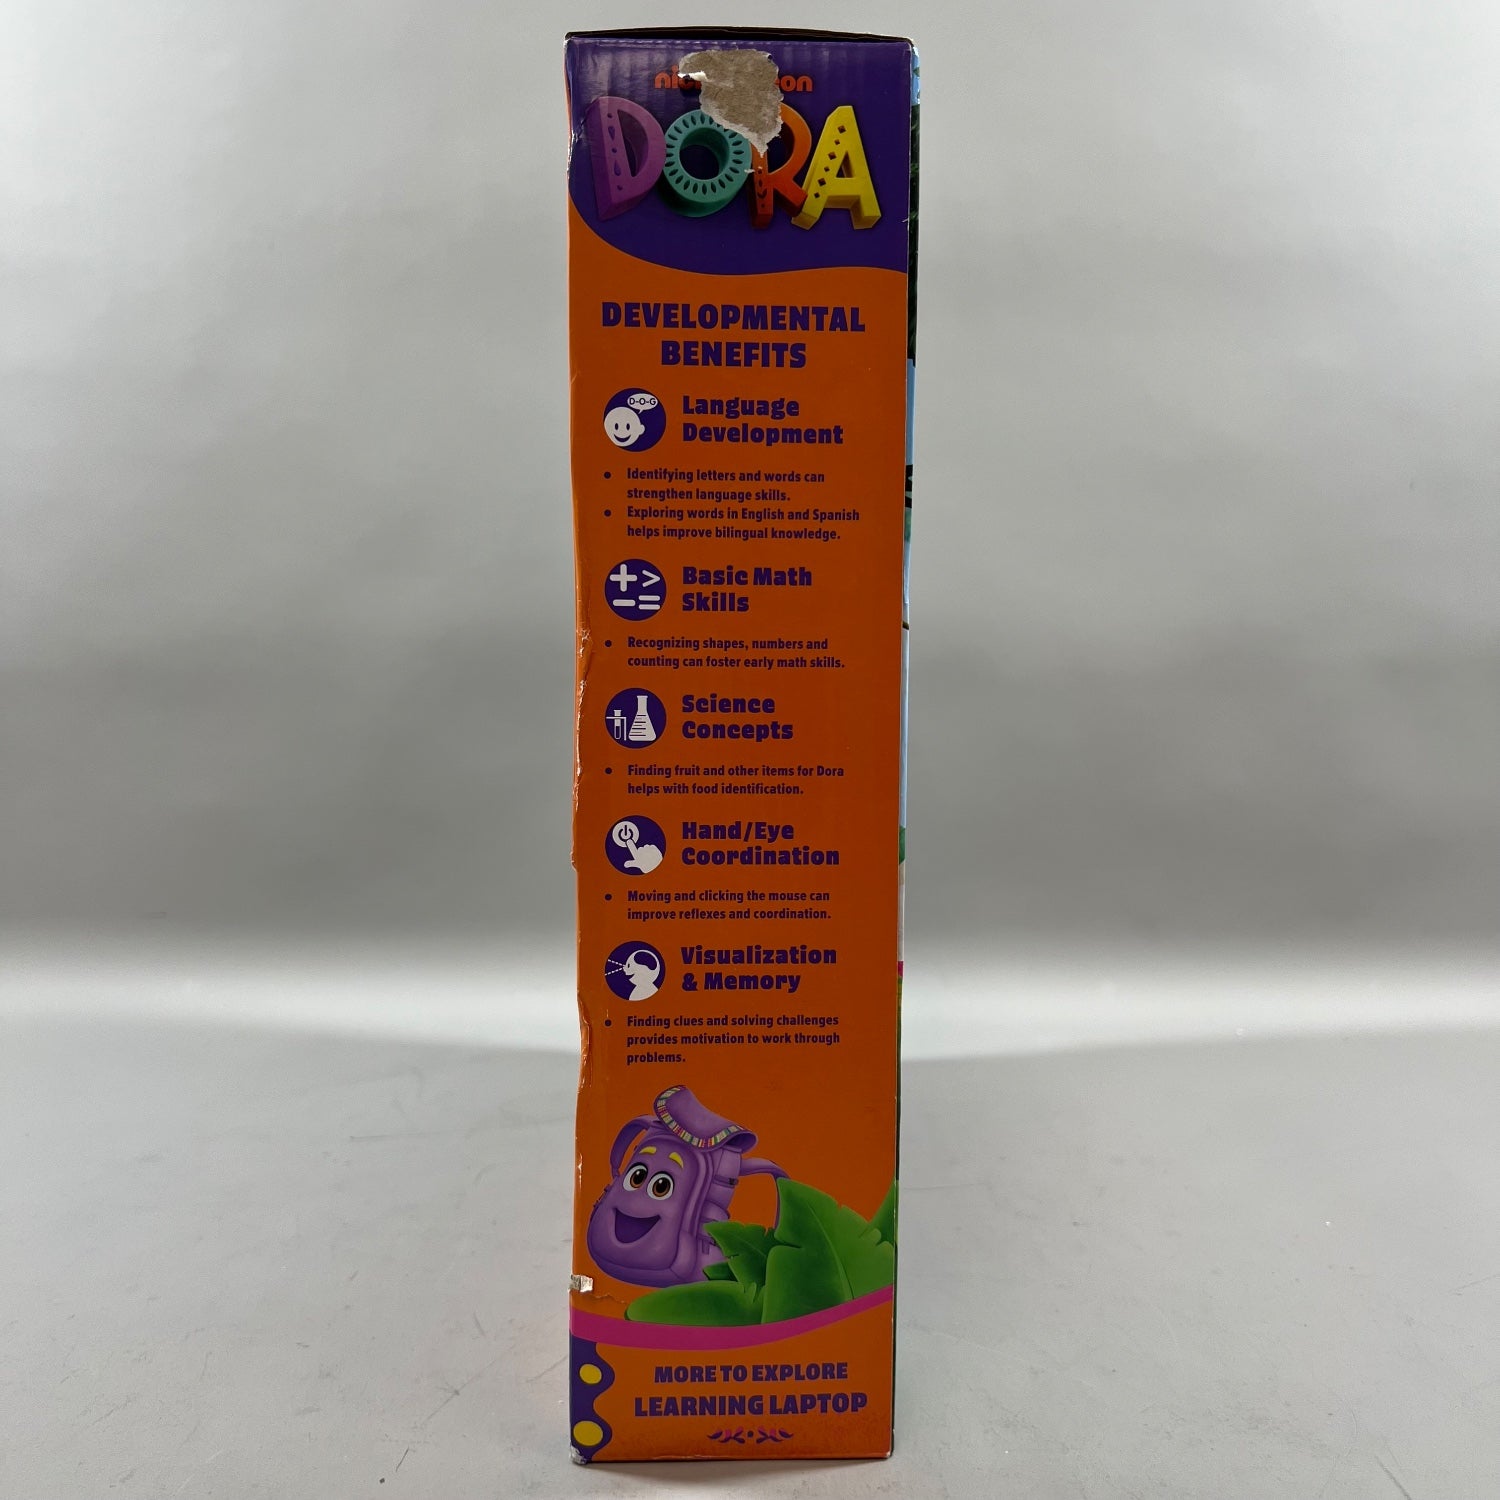 DORA
DEVELOPMENTAL
BENEFITS
D-O-G
Language
Development
• Identifying letters and words can
strengthen language skills.
• Exploring words in English and Spanish
helps improve bilingual knowledge.
Basic Math
Skills
• Recognizing shapes, numbers and
counting can foster early math skills.
Science
Concepts
• Finding fruit and other items for Dora
helps with food identification.
Hand/Eye
Coordination
• Moving and clicking the mouse can
improve reflexes and coordination.
Visualization
& Memory
• Finding clues and solving challenges
provides motivation to work through
problems.
MORE TO EXPLORE
LEARNING LAPTOP